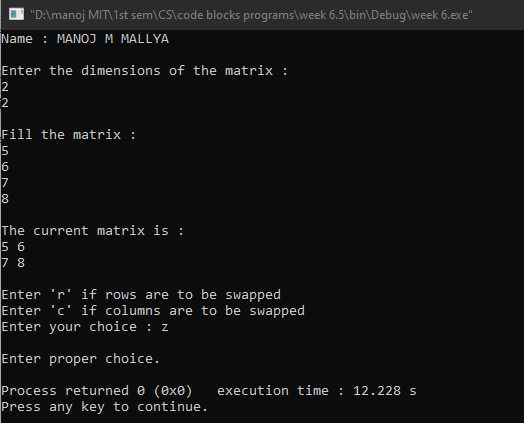 "D:\manoj MIT\1st sem\CS\code blocks programs\week 6.5\bin\Debug\week 6.exe"
Name : MANOJ M MALLYA
Enter the dimensions of the matrix :
2
2
Fill the matrix :
5
6
7
8
The current matrix is :
5 6
7 8
Enter 'r' if rows are to be swapped
Enter 'c' if columns are to be swapped
Enter your choice : z
Enter proper choice.
Process returned 0 (0x0)   execution time : 12.228 s
Press any key to continue.